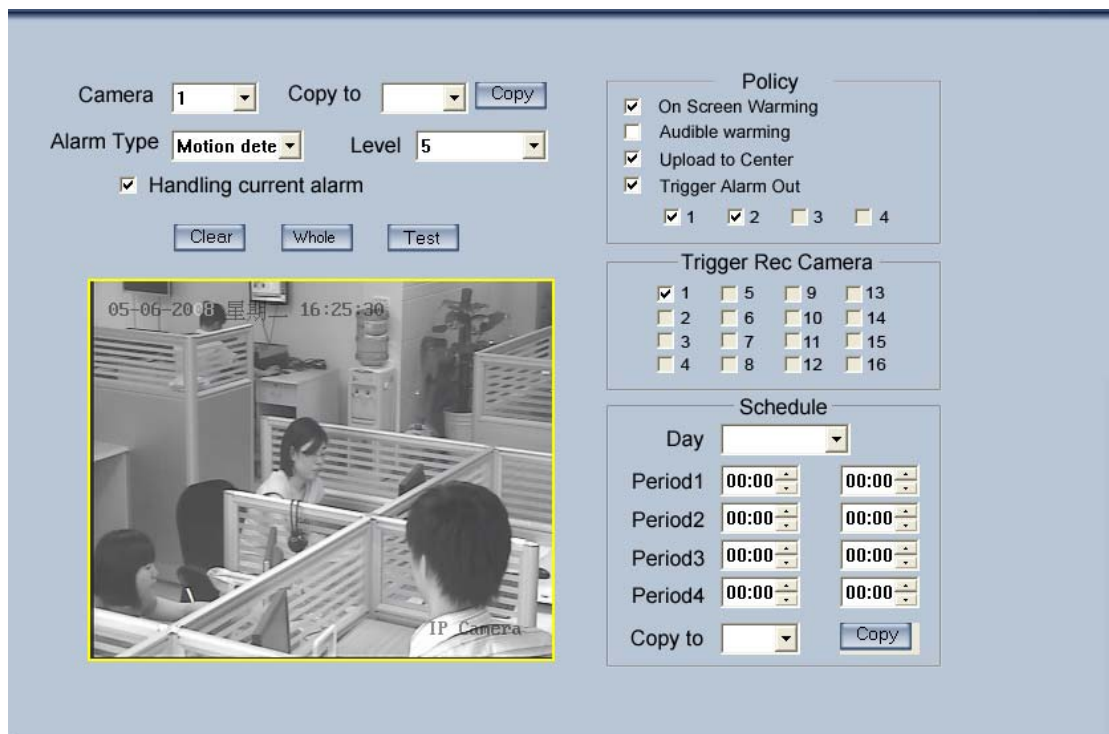 Camera 1 Copy to Copy
Alarm Type Motion dete Level 5
Handling current alarm
Clear Whole Test
05-06-2008 星期二 16:25:30
IP Camera
Policy
On Screen Warming
Audible warming
Upload to Center
Trigger Alarm Out
1 2 3 4
Trigger Rec Camera
1 5 9 13
2 6 10 14
3 7 11 15
4 8 12 16
Schedule
Day
Period1 00:00 00:00
Period2 00:00 00:00
Period3 00:00 00:00
Period4 00:00 00:00
Copy to Copy